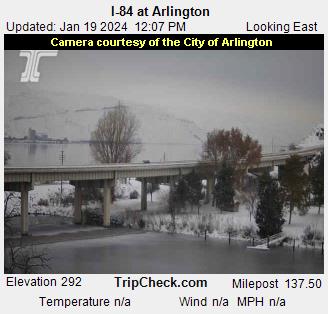 I-84 at Arlington
Updated: Jan 19 2024 12:07 PM Looking East
Camera courtesy of the City of Arlington
Elevation 292 TripCheck.com Milepost 137.50
Temperature n/a Wind n/a MPH n/a